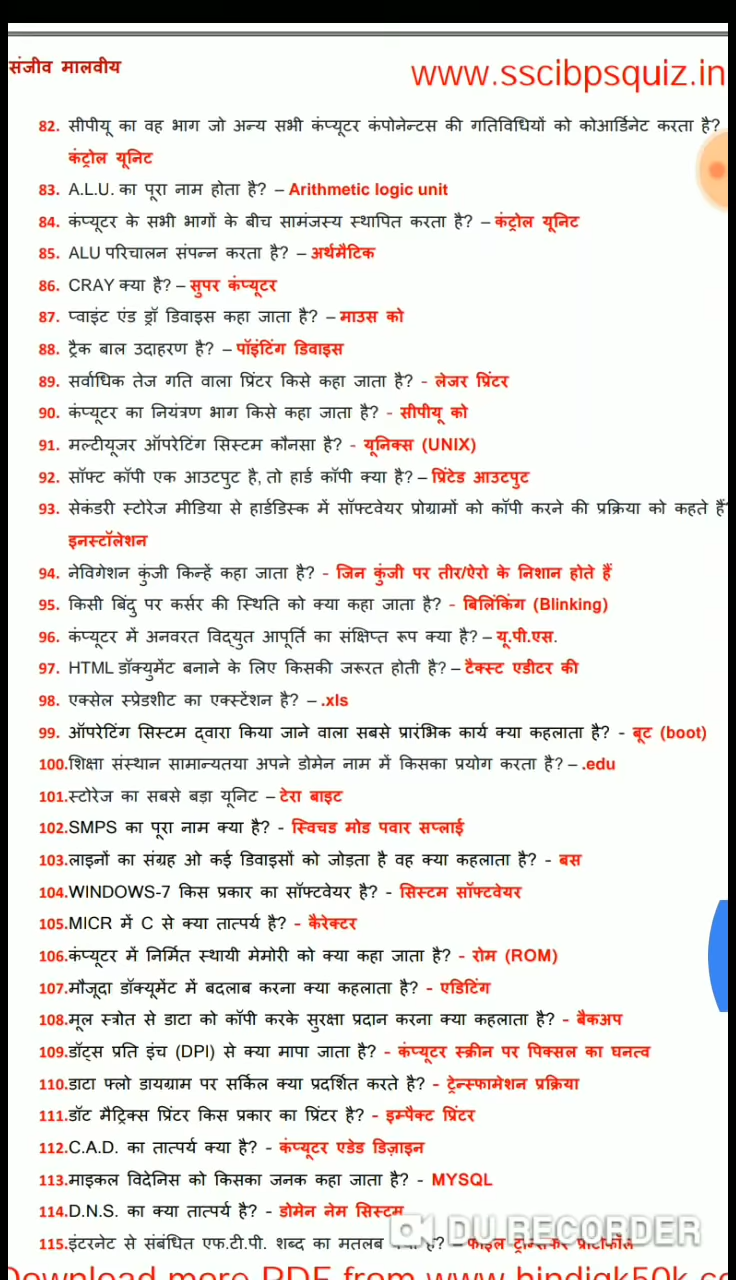 संजीव मालवीय
www.sscibpsquiz.in
82. सीपीयू का वह भाग जो अन्य सभी कंप्यूटर कंपोनेन्टस की गतिविधियों को कोआर्डिनेट करता है?
कंट्रोल यूनिट
83. A.L.U. का पूरा नाम होता है? – Arithmetic logic unit
84. कंप्यूटर के सभी भागों के बीच सामंजस्य स्थापित करता है? – कंट्रोल यूनिट
85. ALU परिचालन संपन्न करता है? – अर्थमैटिक
86. CRAY क्या है? – सुपर कंप्यूटर
87. प्वाइंट एंड ड्रॉ डिवाइस कहा जाता है? – माउस को
88. ट्रैक बाल उदाहरण है? – पॉइंटिंग डिवाइस
89. सर्वाधिक तेज गति वाला प्रिंटर किसे कहा जाता है? - लेजर प्रिंटर
90. कंप्यूटर का नियंत्रण भाग किसे कहा जाता है? - सीपीयू को
91. मल्टीयूजर ऑपरेटिंग सिस्टम कौनसा है? - यूनिक्स (UNIX)
92. सॉफ्ट कॉपी एक आउटपुट है, तो हार्ड कॉपी क्या है? – प्रिंटेड आउटपुट
93. सेकंडरी स्टोरेज मीडिया से हार्डडिस्क में सॉफ्टवेयर प्रोग्रामों को कॉपी करने की प्रक्रिया को कहते हैं
इनस्टॉलेशन
94. नेविगेशन कुंजी किन्हें कहा जाता है? - जिन कुंजी पर तीर/ऐरो के निशान होते हैं
95. किसी बिंदु पर कर्सर की स्थिति को क्या कहा जाता है? - बिलिंकिंग (Blinking)
96. कंप्यूटर में अनवरत विद्युत आपूर्ति का संक्षिप्त रूप क्या है? – यू.पी.एस.
97. HTML डॉक्युमेंट बनाने के लिए किसकी जरूरत होती है? – टैक्स्ट एडीटर की
98. एक्सेल स्प्रेडशीट का एक्स्टेंशन है? – .xls
99. ऑपरेटिंग सिस्टम द्वारा किया जाने वाला सबसे प्रारंभिक कार्य क्या कहलाता है? - बूट (boot)
100.शिक्षा संस्थान सामान्यतया अपने डोमेन नाम में किसका प्रयोग करता है? – .edu
101.स्टोरेज का सबसे बड़ा यूनिट – टेरा बाइट
102.SMPS का पूरा नाम क्या है? - स्विचड मोड पवार सप्लाई
103.लाइनों का संग्रह ओ कई डिवाइसों को जोड़ता है वह क्या कहलाता है? - बस
104.WINDOWS-7 किस प्रकार का सॉफ्टवेयर है? - सिस्टम सॉफ्टवेयर
105.MICR में C से क्या तात्पर्य है? - कैरेक्टर
106.कंप्यूटर में निर्मित स्थायी मेमोरी को क्या कहा जाता है? - रोम (ROM)
107.मौजूदा डॉक्यूमेंट में बदलाब करना क्या कहलाता है? - एडिटिंग
108.मूल स्त्रोत से डाटा को कॉपी करके सुरक्षा प्रदान करना क्या कहलाता है? - बैकअप
109.डॉट्स प्रति इंच (DPI) से क्या मापा जाता है? - कंप्यूटर स्क्रीन पर पिक्सल का घनत्व
110.डाटा फ्लो डायग्राम पर सर्किल क्या प्रदर्शित करते है? - ट्रेन्स्फामेशन प्रक्रिया
111.डॉट मैट्रिक्स प्रिंटर किस प्रकार का प्रिंटर है? - इम्पैक्ट प्रिंटर
112.C.A.D. का तात्पर्य क्या है? - कंप्यूटर एडेड डिज़ाइन
113.माइकल विदेनिस को किसका जनक कहा जाता है? - MYSQL
114.D.N.S. का क्या तात्पर्य है? - डोमेन नेम सिस्टम
DU RECORDER
115.इंटरनेट से संबंधित एफ.टी.पी. शब्द का मतलब है? - फाइल
Download more PDF from www.hindigk50k.co